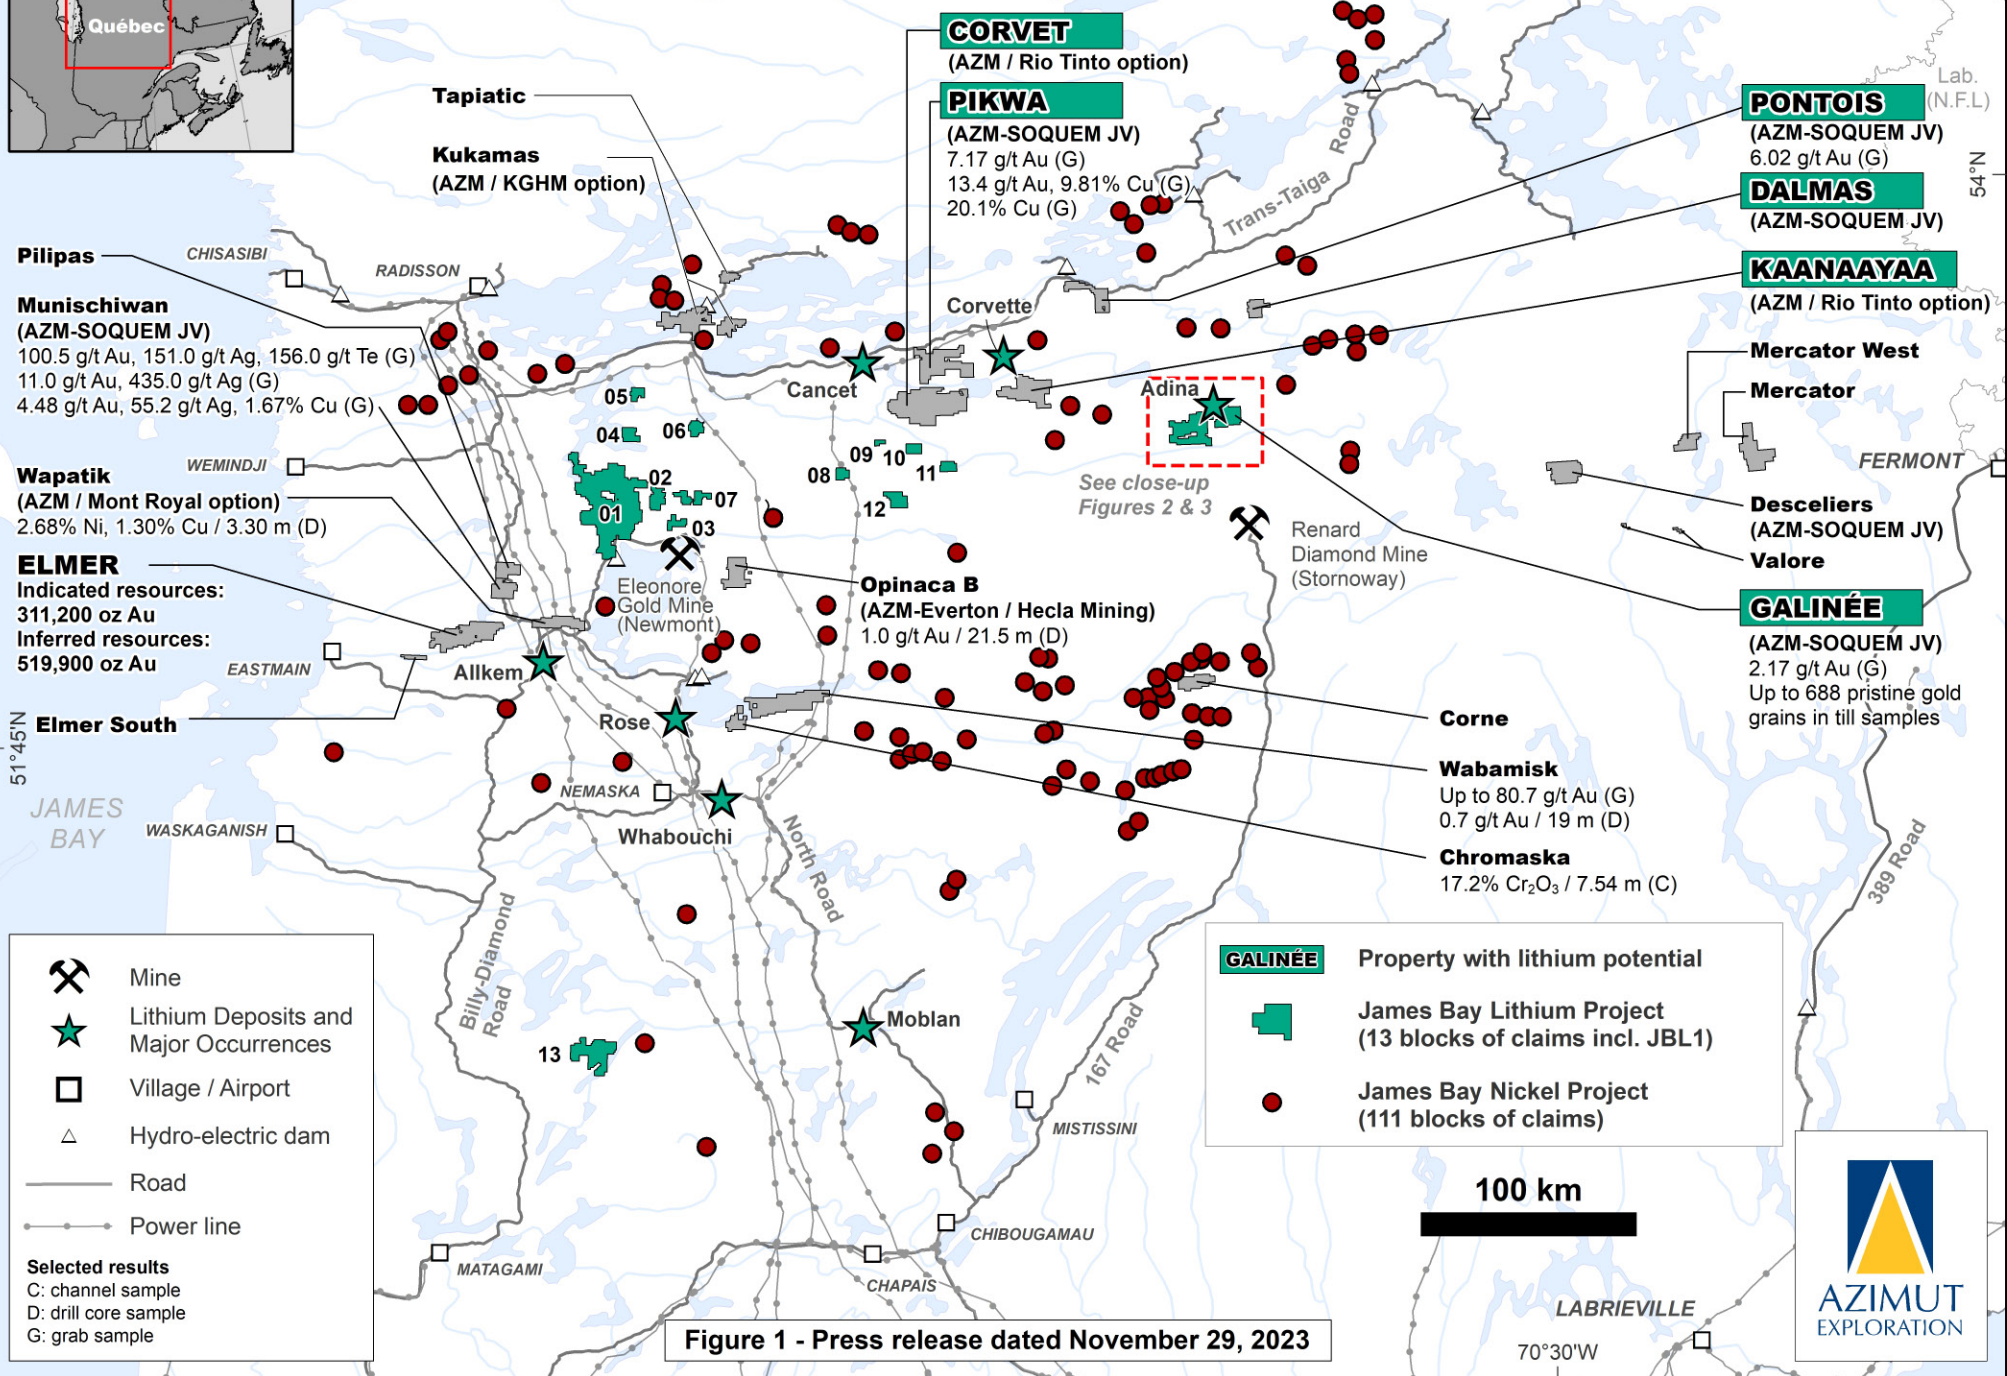 Québec
CORVET
(AZM / Rio Tinto option)
PIKWA
(AZM-SOQUEM JV)
7.17 g/t Au (G)
13.4 g/t Au, 9.81% Cu (G)
20.1% Cu (G)
Tapiatic
Kukamas
(AZM / KGHM option)
Lab.
(N.F.L)
PONTOIS
(AZM-SOQUEM JV)
6.02 g/t Au (G)
54°N
DALMAS
(AZM-SOQUEM JV)
KAANAAYAA
(AZM / Rio Tinto option)
Trans-Taiga Road
Pilipas
CHISASIBI
RADISSON
Munischiwan
(AZM-SOQUEM JV)
100.5 g/t Au, 151.0 g/t Ag, 156.0 g/t Te (G)
11.0 g/t Au, 435.0 g/t Ag (G)
4.48 g/t Au, 55.2 g/t Ag, 1.67% Cu (G)
Corvette
Cancet
Adina
Mercator West
Mercator
05
04
06
09
10
11
08
12
02
07
01
03
WEMINDJI
Wapatik
(AZM / Mont Royal option)
2.68% Ni, 1.30% Cu / 3.30 m (D)
See close-up
Figures 2 & 3
FERMONT
Desceliers
(AZM-SOQUEM JV)
Valore
Renard
Diamond Mine
(Stornoway)
ELMER
Indicated resources:
311,200 oz Au
Inferred resources:
519,900 oz Au
Eleonore
Gold Mine
(Newmont)
Opinaca B
(AZM-Everton / Hecla Mining)
1.0 g/t Au / 21.5 m (D)
GALINÉE
(AZM-SOQUEM JV)
2.17 g/t Au (G)
Up to 688 pristine gold
grains in till samples
EASTMAIN
Allkem
Elmer South
Rose
Corne
51°45'N
Wabamisk
Up to 80.7 g/t Au (G)
0.7 g/t Au / 19 m (D)
NEMASKA
JAMES
BAY
WASKAGANISH
Whabouchi
North Road
Chromaska
17.2% Cr₂O₃ / 7.54 m (C)
389 Road
Billy-Diamond
Road
Mine
Lithium Deposits and
Major Occurrences
Village / Airport
Hydro-electric dam
Road
Power line
Selected results
C: channel sample
D: drill core sample
G: grab sample
13
Moblan
167 Road
MISTISSINI
CHIBOUGAMAU
CHAPAIS
MATAGAMI
GALINÉE
Property with lithium potential
James Bay Lithium Project
(13 blocks of claims incl. JBL1)
James Bay Nickel Project
(111 blocks of claims)
100 km
LABRIEVILLE
70°30'W
AZIMUT
EXPLORATION
Figure 1 - Press release dated November 29, 2023